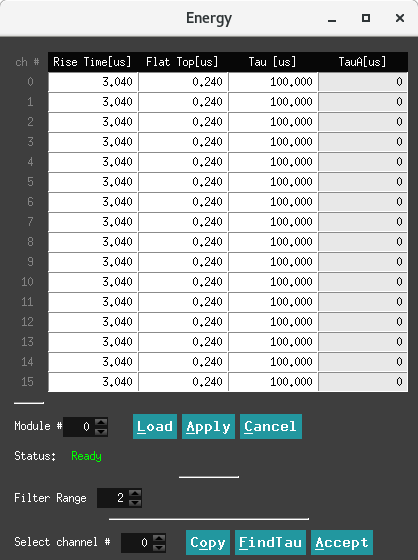 Energy
ch # Rise Time[us] Flat Top[us] Tau [us] TauA[us]
0 3.040 0.240 100.000 0
1 3.040 0.240 100.000 0
2 3.040 0.240 100.000 0
3 3.040 0.240 100.000 0
4 3.040 0.240 100.000 0
5 3.040 0.240 100.000 0
6 3.040 0.240 100.000 0
7 3.040 0.240 100.000 0
8 3.040 0.240 100.000 0
9 3.040 0.240 100.000 0
10 3.040 0.240 100.000 0
11 3.040 0.240 100.000 0
12 3.040 0.240 100.000 0
13 3.040 0.240 100.000 0
14 3.040 0.240 100.000 0
15 3.040 0.240 100.000 0
Module # 0 Load Apply Cancel
Status: Ready
Filter Range 2
Select channel # 0 Copy FindTau Accept